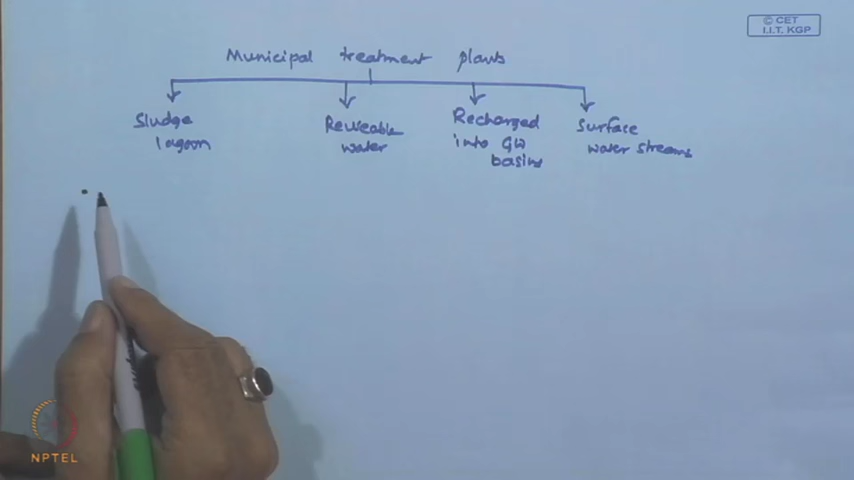 © CET
I.I.T. KGP
Municipal treatment plants
Sludge
lagoon
Reuseable
water
Recharged
into GW
basins
Surface
water streams
NPTEL